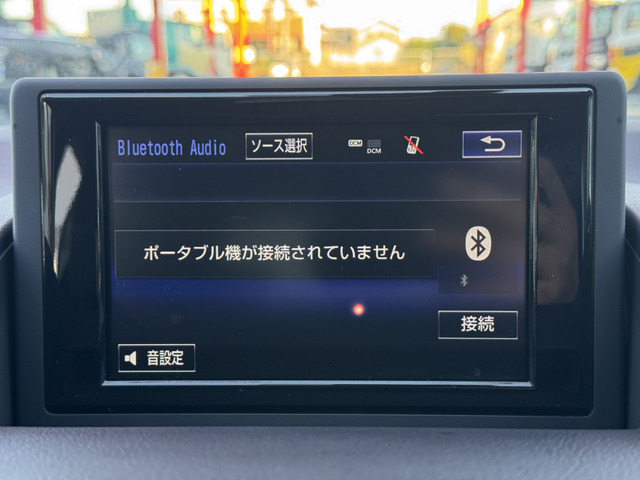 Bluetooth Audio
ソース選択
DCM
DCM
ポータブル機が接続されていません
接続
音設定